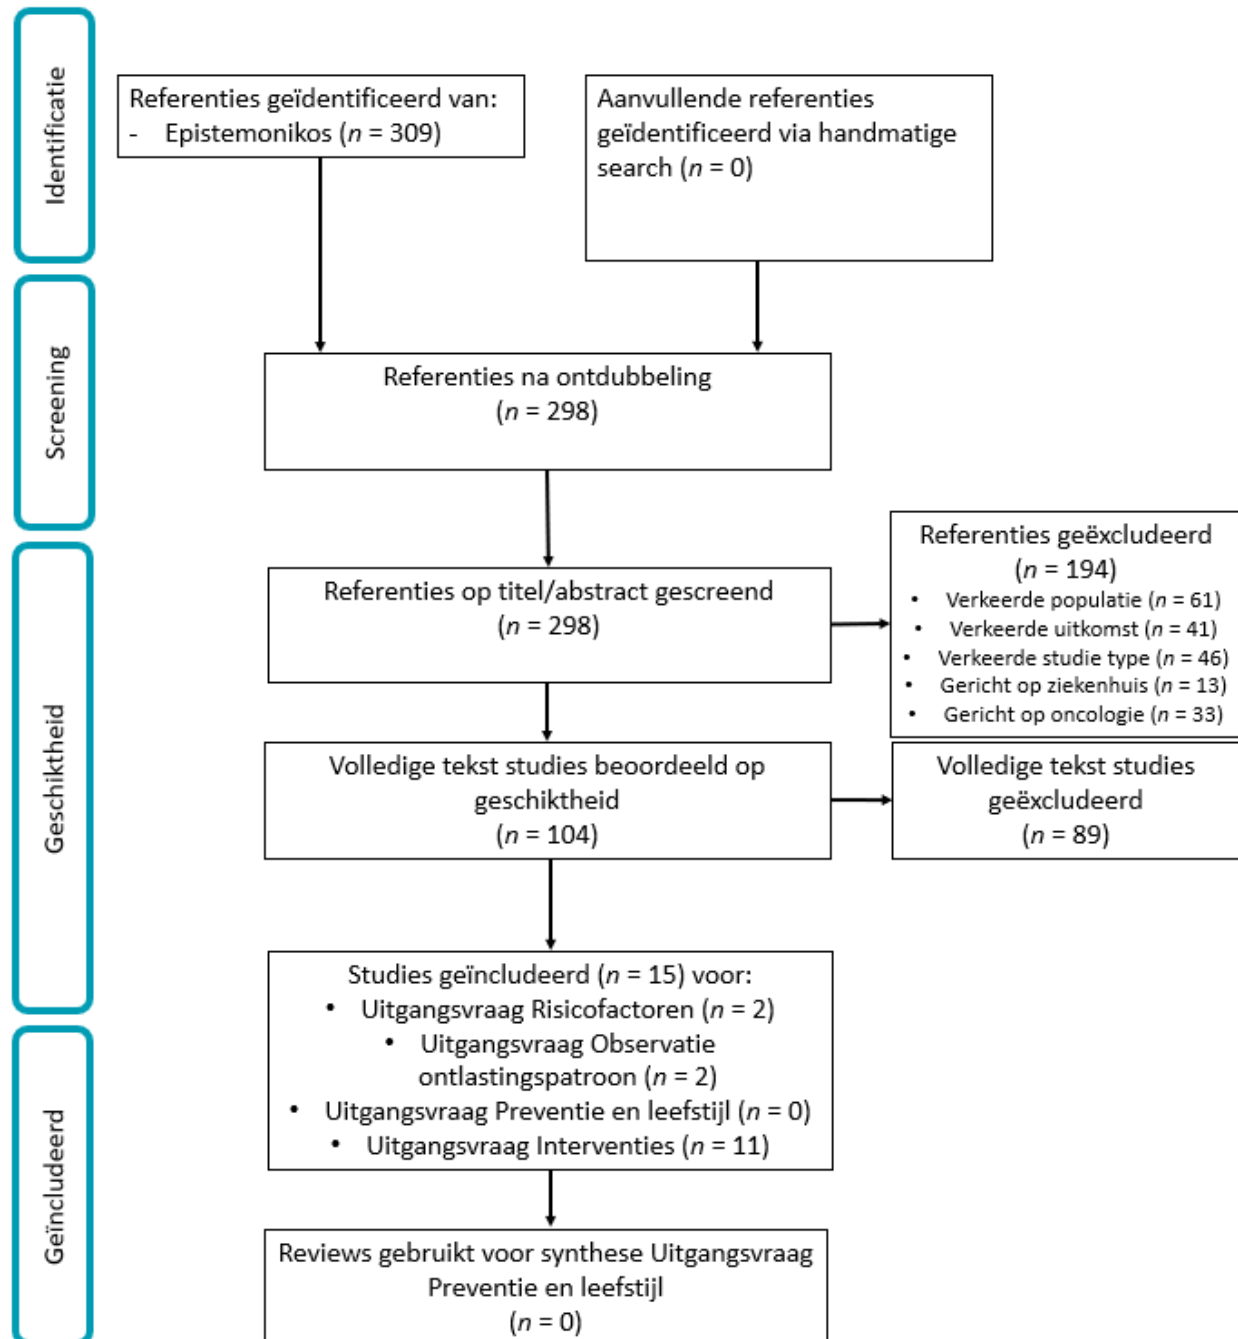 Identificatie
Referenties geïdentificeerd van:
- Epistemonikos (n = 309)
Aanvullende referenties
geïdentificeerd via handmatige
search (n = 0)
Screening
Referenties na ontdubbeling
(n = 298)
Geschiktheid
Referenties op titel/abstract gescreend
(n = 298)
Referenties geëxcludeerd
(n = 194)
• Verkeerde populatie (n = 61)
• Verkeerde uitkomst (n = 41)
• Verkeerde studie type (n = 46)
• Gericht op ziekenhuis (n = 13)
• Gericht op oncologie (n = 33)
Volledige tekst studies beoordeeld op
geschiktheid
(n = 104)
Volledige tekst studies
geëxcludeerd
(n = 89)
Geïncludeerd
Studies geïncludeerd (n = 15) voor:
• Uitgangsvraag Risicofactoren (n = 2)
• Uitgangsvraag Observatie
ontlastingspatroon (n = 2)
• Uitgangsvraag Preventie en leefstijl (n = 0)
• Uitgangsvraag Interventies (n = 11)
Reviews gebruikt voor synthese Uitgangsvraag
Preventie en leefstijl
(n = 0)